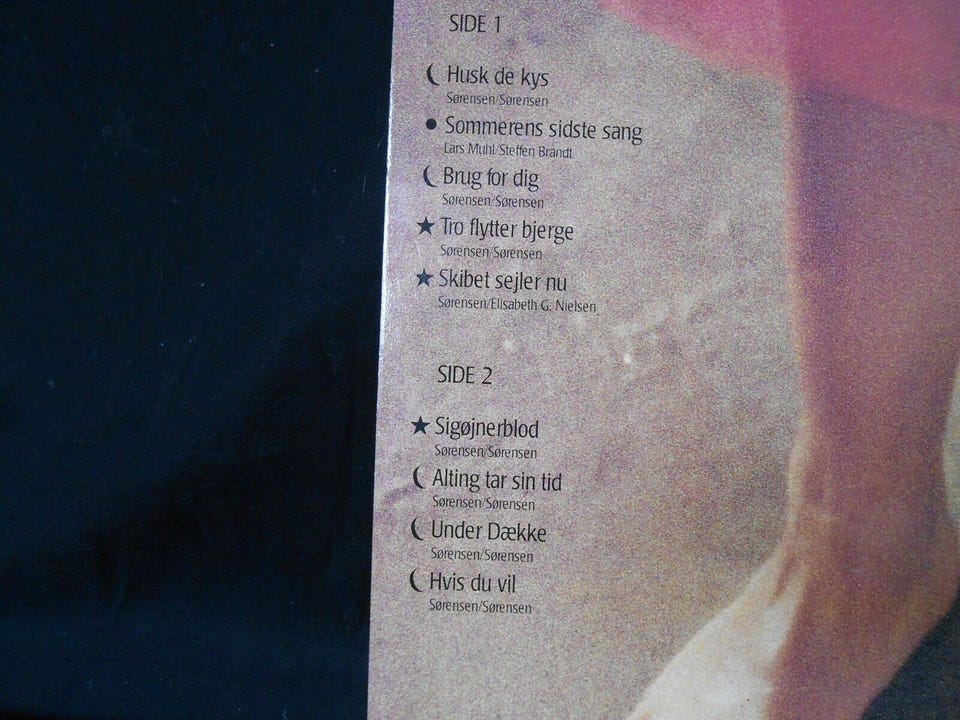 SIDE 1
Husk de kys
Sørensen/Sørensen
Sommerens sidste sang
Lars Muhl/Steffen Brandt
Brug for dig
Sørensen/Sørensen
Tro flytter bjerge
Sørensen/Sørensen
Skibet sejler nu
Sørensen/Elisabeth G. Nielsen
SIDE 2
Sigøjnerblod
Sørensen/Sørensen
Alting tar sin tid
Sørensen/Sørensen
Under Dække
Sørensen/Sørensen
Hvis du vil
Sørensen/Sørensen